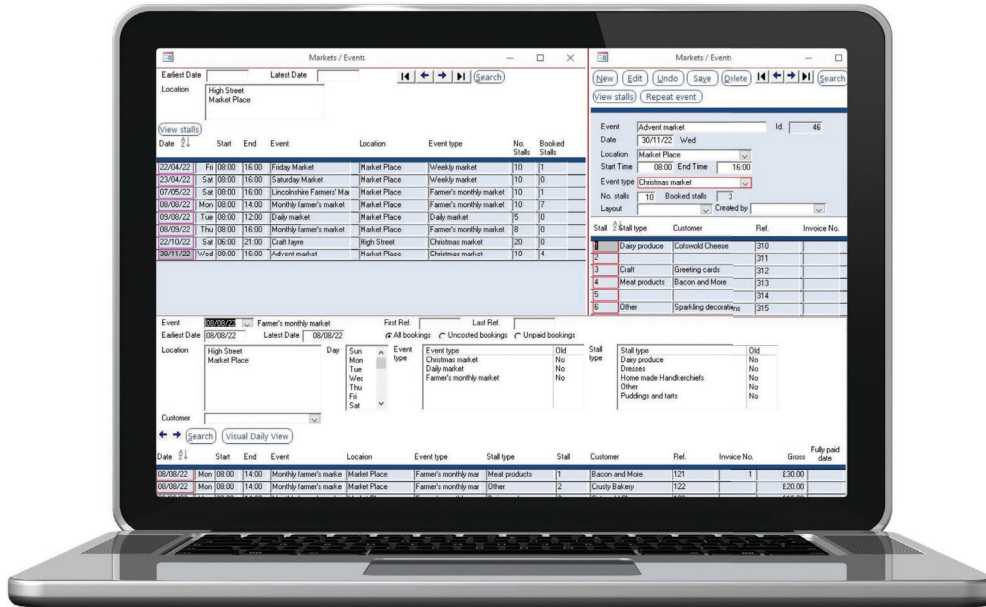 Markets / Events
Earliest Date Latest Date Search
Location High Street
Market Place
View stalls
Date Start End Event Location Event type No. Stalls Booked Stalls
22/04/22 Fri 08:00 16:00 Friday Market Market Place Weekly market 10 1
23/04/22 Sat 08:00 16:00 Saturday Market Market Place Weekly market 10 0
07/05/22 Sat 08:00 16:00 Lincolnshire Farmers' Mar Market Place Farmer's monthly market 10 1
08/08/22 Mon 08:00 14:00 Monthly farmer's market Market Place Farmer's monthly market 10 7
09/08/22 Tue 08:00 12:00 Daily market Market Place Daily market 5 0
08/09/22 Thu 08:00 16:00 Monthly farmer's market Market Place Farmer's monthly market 8 0
22/10/22 Sat 06:00 21:00 Craft fayre High Street Christmas market 20 0
30/11/22 Wed 08:00 16:00 Advent market Market Place Christmas market 10 4
Markets / Events
New Edit Undo Save Delete Search
View stalls Repeat event
Event Advent market Id. 46
Date 30/11/22 Wed
Location Market Place
Start Time 08:00 End Time 16:00
Event type Christmas market
No. stalls 10 Booked stalls 3
Layout Created by
Stall Stall type Customer Ref. Invoice No.
1 Dairy produce Cotswold Cheese 310
2 311
3 Craft Greeting cards 312
4 Meat products Bacon and More 313
5 314
6 Other Sparkling decorations 315
Event 08/08/22 Farmer's monthly market First Ref. Last Ref.
Earliest Date 08/08/22 Latest Date 08/08/22 All bookings Uncosted bookings Unpaid bookings
Location High Street
Market Place
Day Sun
Mon
Tue
Wed
Thu
Fri
Sat
Event type Event type Old
Christmas market No
Daily market No
Farmer's monthly market No
Stall type Stall type Old
Dairy produce No
Dresses No
Home made Handkerchiefs No
Other No
Puddings and tarts No
Customer
Search Visual Daily View
Date Start End Event Location Event type Stall type Stall Customer Ref. Invoice No. Gross Fully paid date
08/08/22 Mon 08:00 14:00 Monthly farmer's marke Market Place Farmer's monthly mar Meat products 1 Bacon and More 121 1 £30.00
08/08/22 Mon 08:00 14:00 Monthly farmer's marke Market Place Farmer's monthly mar Other 2 Crusty Bakery 122 £20.00